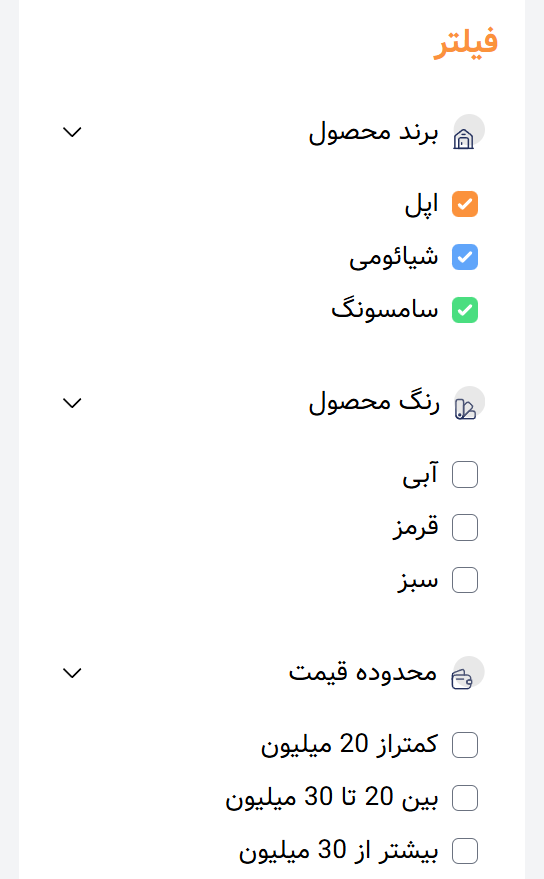 فیلتر
برند محصول
اپل
شیائومی
سامسونگ
رنگ محصول
آبی
قرمز
سبز
محدوده قیمت
کمتراز 20 میلیون
بین 20 تا 30 میلیون
بیشتر از 30 میلیون